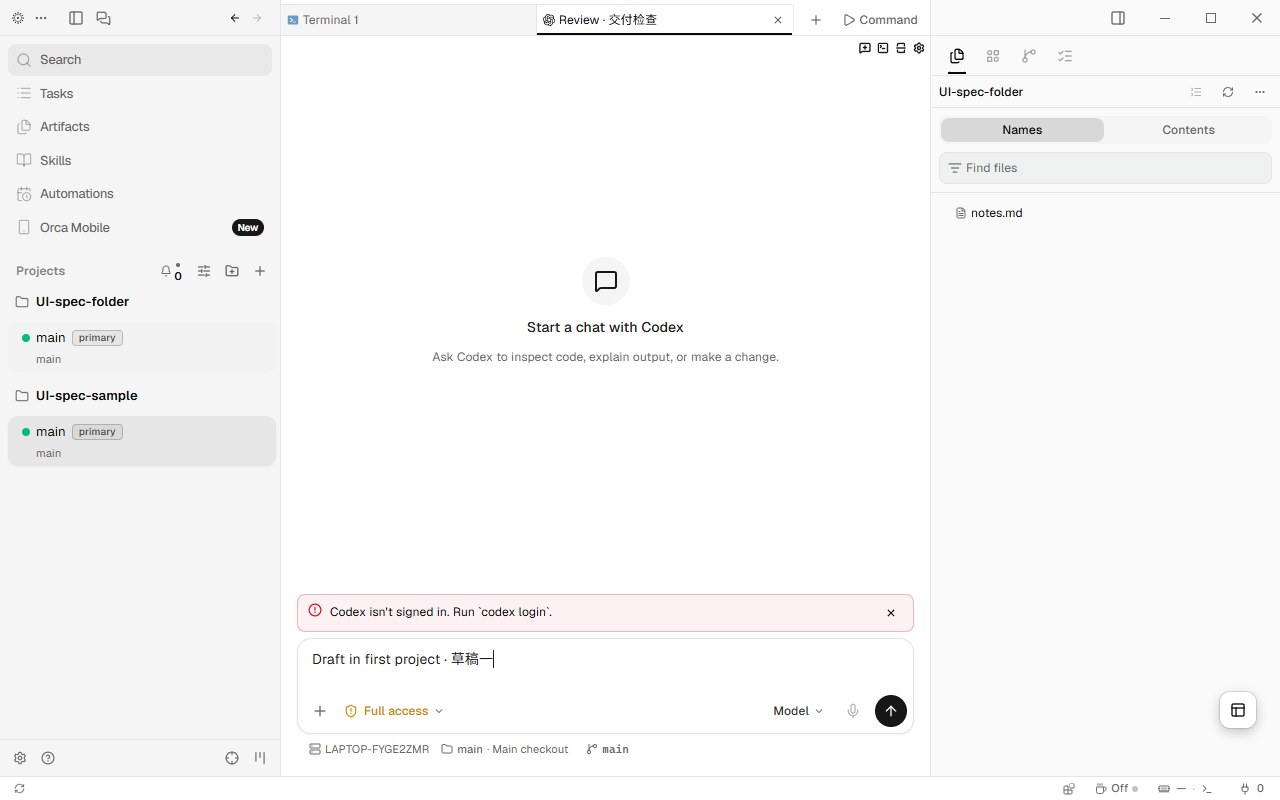 Terminal 1
Review · 交付检查
Command
Search
Tasks
Artifacts
Skills
Automations
Orca Mobile
New
Projects
0
UI-spec-folder
main
primary
main
UI-spec-sample
main
primary
main
Start a chat with Codex
Ask Codex to inspect code, explain output, or make a change.
Codex isn't signed in. Run `codex login`.
Draft in first project · 草稿一
Full access
Model
LAPTOP-FYGE2ZMR
main · Main checkout
main
UI-spec-folder
Names
Contents
Find files
notes.md
Off
— ·
0